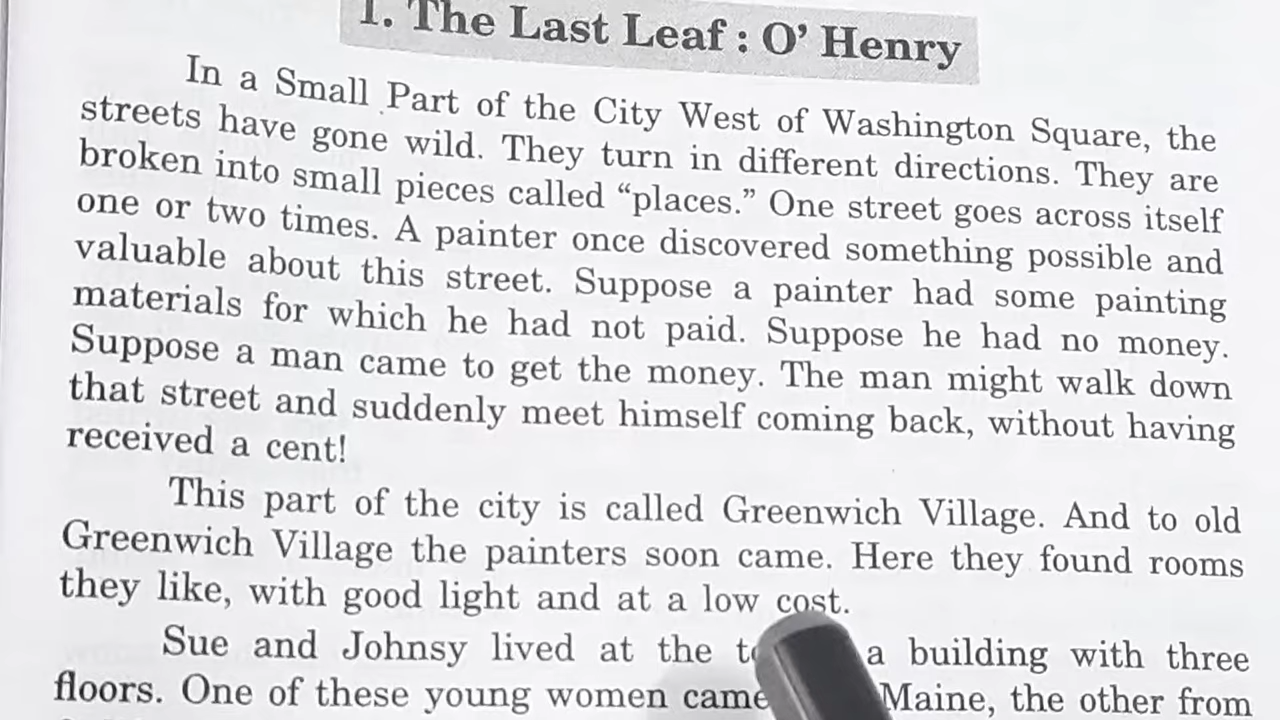 1. The Last Leaf : O' Henry
In a Small Part of the City West of Washington Square, the
streets have gone wild. They turn in different directions. They are
broken into small pieces called “places.” One street goes across itself
one or two times. A painter once discovered something possible and
valuable about this street. Suppose a painter had some painting
materials for which he had not paid. Suppose he had no money.
Suppose a man came to get the money. The man might walk down
that street and suddenly meet himself coming back, without having
received a cent!
This part of the city is called Greenwich Village. And to old
Greenwich Village the painters soon came. Here they found rooms
they like, with good light and at a low cost.
Sue and Johnsy lived at the a building with three
floors. One of these young women came Maine, the other from